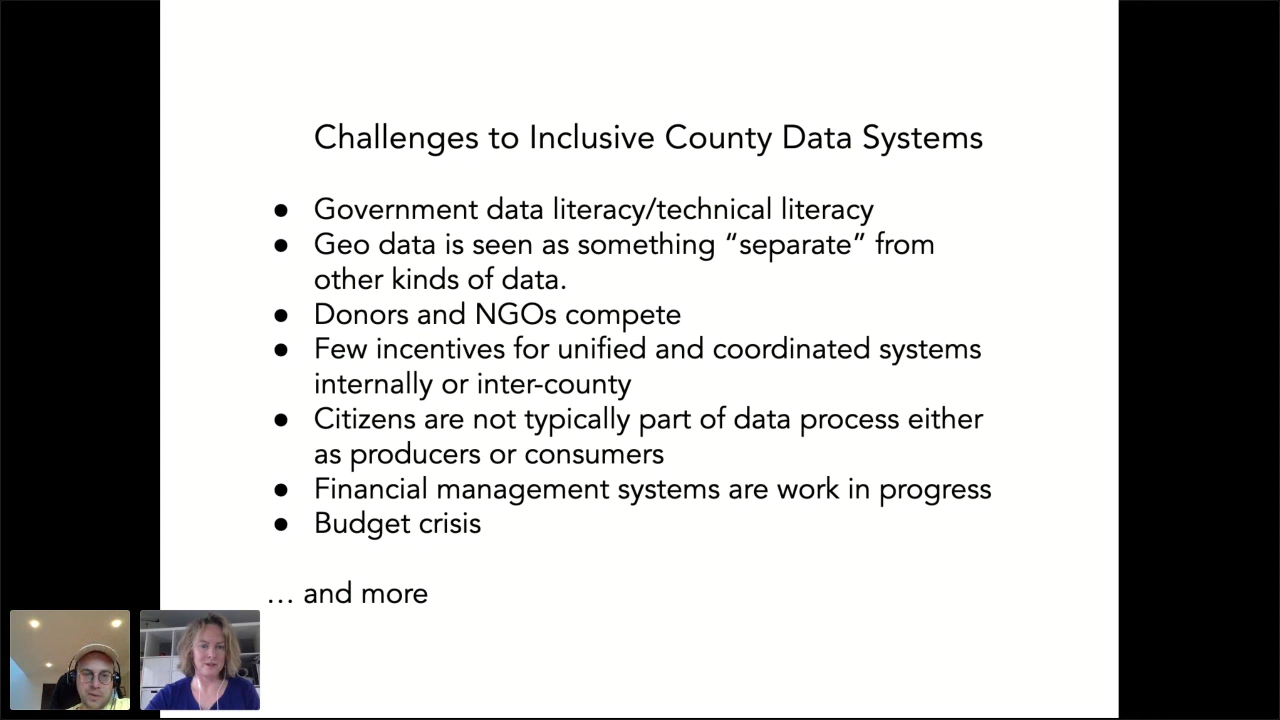 Challenges to Inclusive County Data Systems
● Government data literacy/technical literacy
● Geo data is seen as something “separate” from
other kinds of data.
● Donors and NGOs compete
● Few incentives for unified and coordinated systems
internally or inter-county
● Citizens are not typically part of data process either
as producers or consumers
● Financial management systems are work in progress
● Budget crisis
… and more